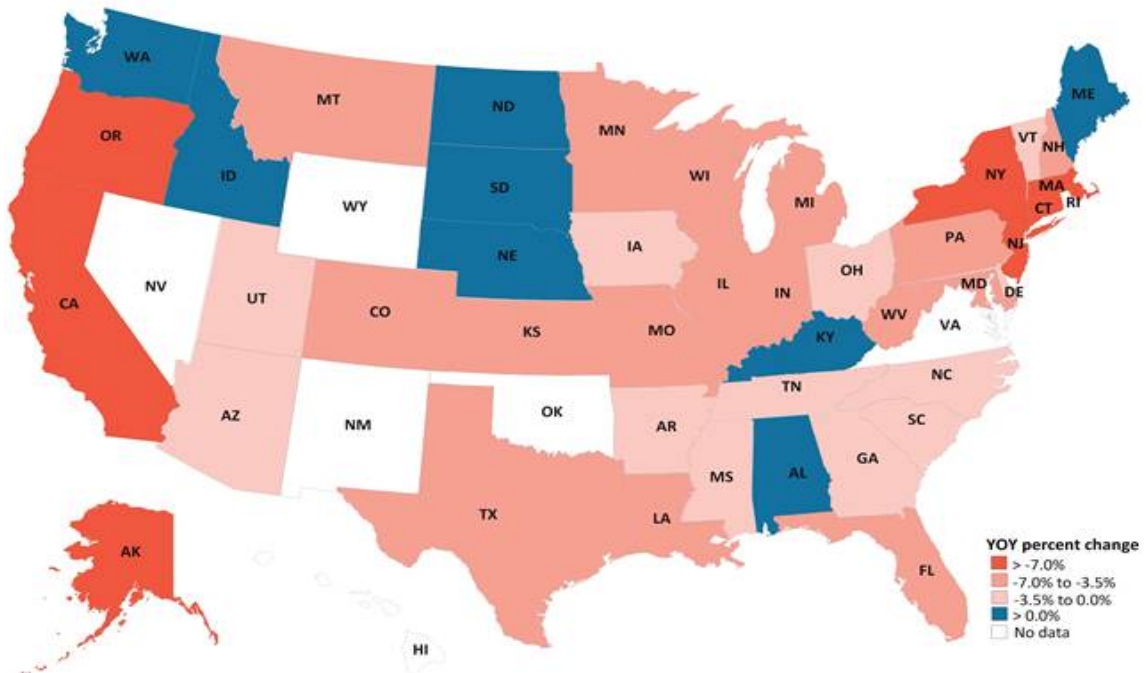 WA
ME
MT
ND
MN
VT
NH
OR
ID
SD
WI
NY
MA
CT
RI
WY
MI
IA
PA
NE
NJ
NV
UT
CA
CO
IL
IN
OH
MD
DE
KS
MO
WV
VA
KY
TN
NC
AZ
NM
OK
AR
SC
MS
AL
GA
TX
LA
AK
FL
HI
YOY percent change
> -7.0%
-7.0% to -3.5%
-3.5% to 0.0%
> 0.0%
No data